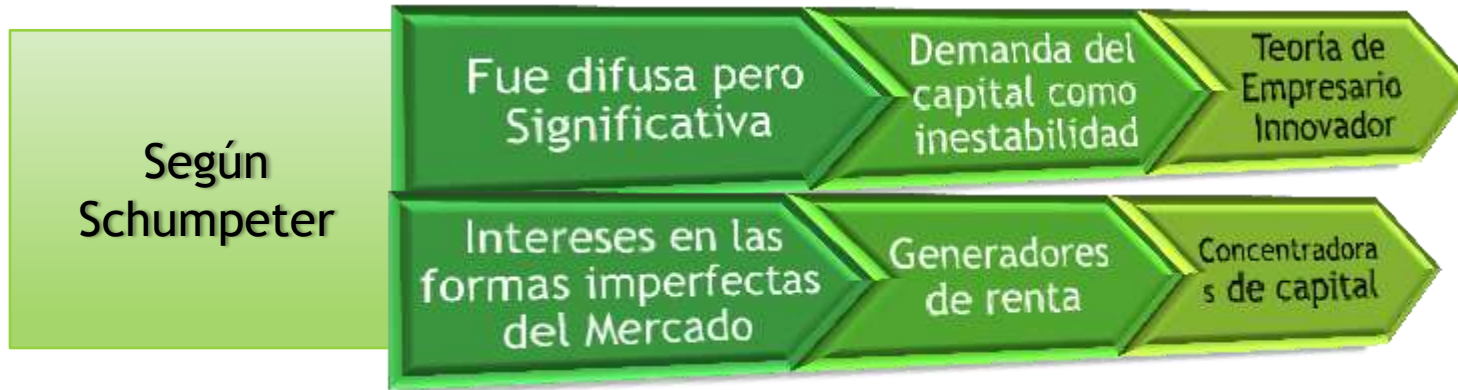 Según
Schumpeter
Fue difusa pero
Significativa
Demanda del
capital como
inestabilidad
Teoría de
Empresario
Innovador
Intereses en las
formas imperfectas
del Mercado
Generadores
de renta
Concentradora
s de capital